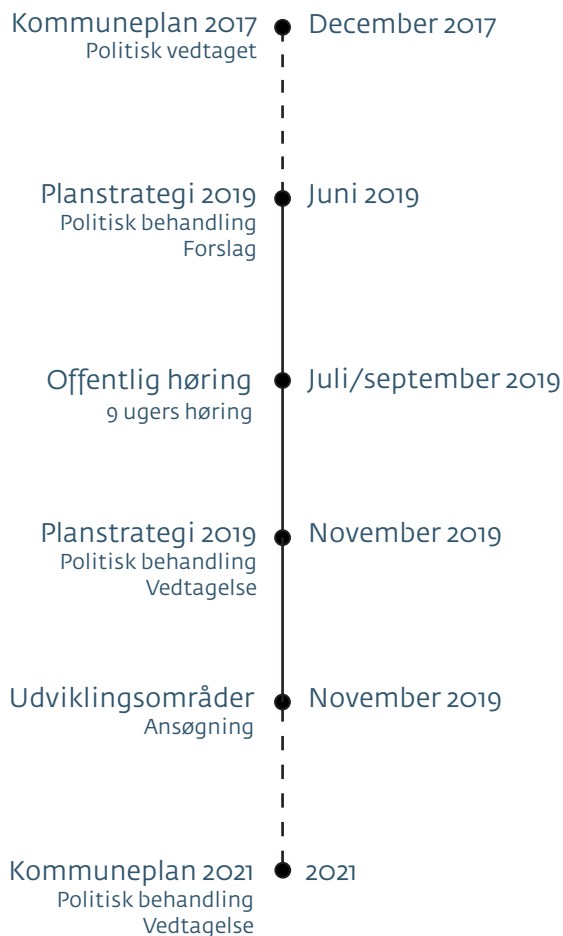 Kommuneplan 2017 December 2017
Politisk vedtaget
Planstrategi 2019 Juni 2019
Politisk behandling
Forslag
Offentlig høring Juli/september 2019
9 ugers høring
Planstrategi 2019 November 2019
Politisk behandling
Vedtagelse
Udviklingsområder November 2019
Ansøgning
Kommuneplan 2021 2021
Politisk behandling
Vedtagelse